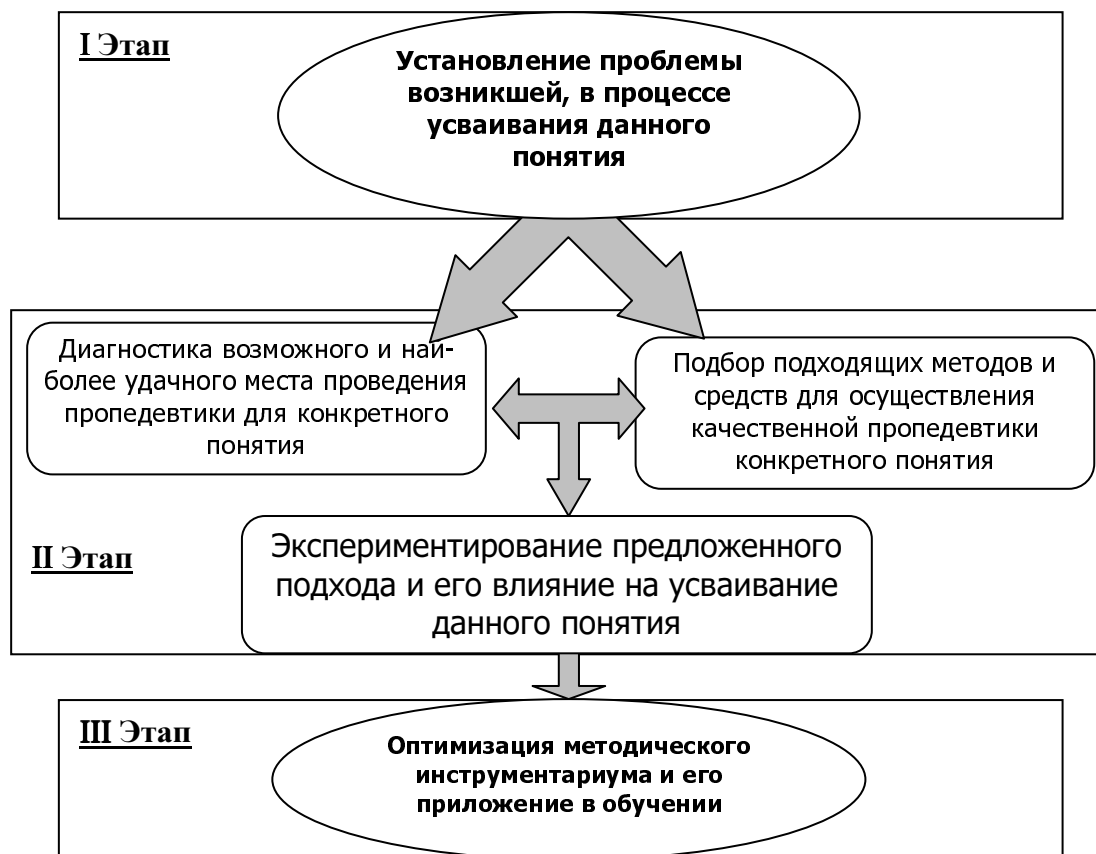 I Этап
Установление проблемы
возникшей, в процессе
усваивания данного
понятия
Диагностика возможного и наи-
более удачного места проведения
пропедевтики для конкретного
понятия
Подбор подходящих методов и
средств для осуществления
качественной пропедевтики
конкретного понятия
II Этап
Экспериментирование предложенного
подхода и его влияние на усваивание
данного понятия
III Этап
Оптимизация методического
инструментариума и его
приложение в обучении